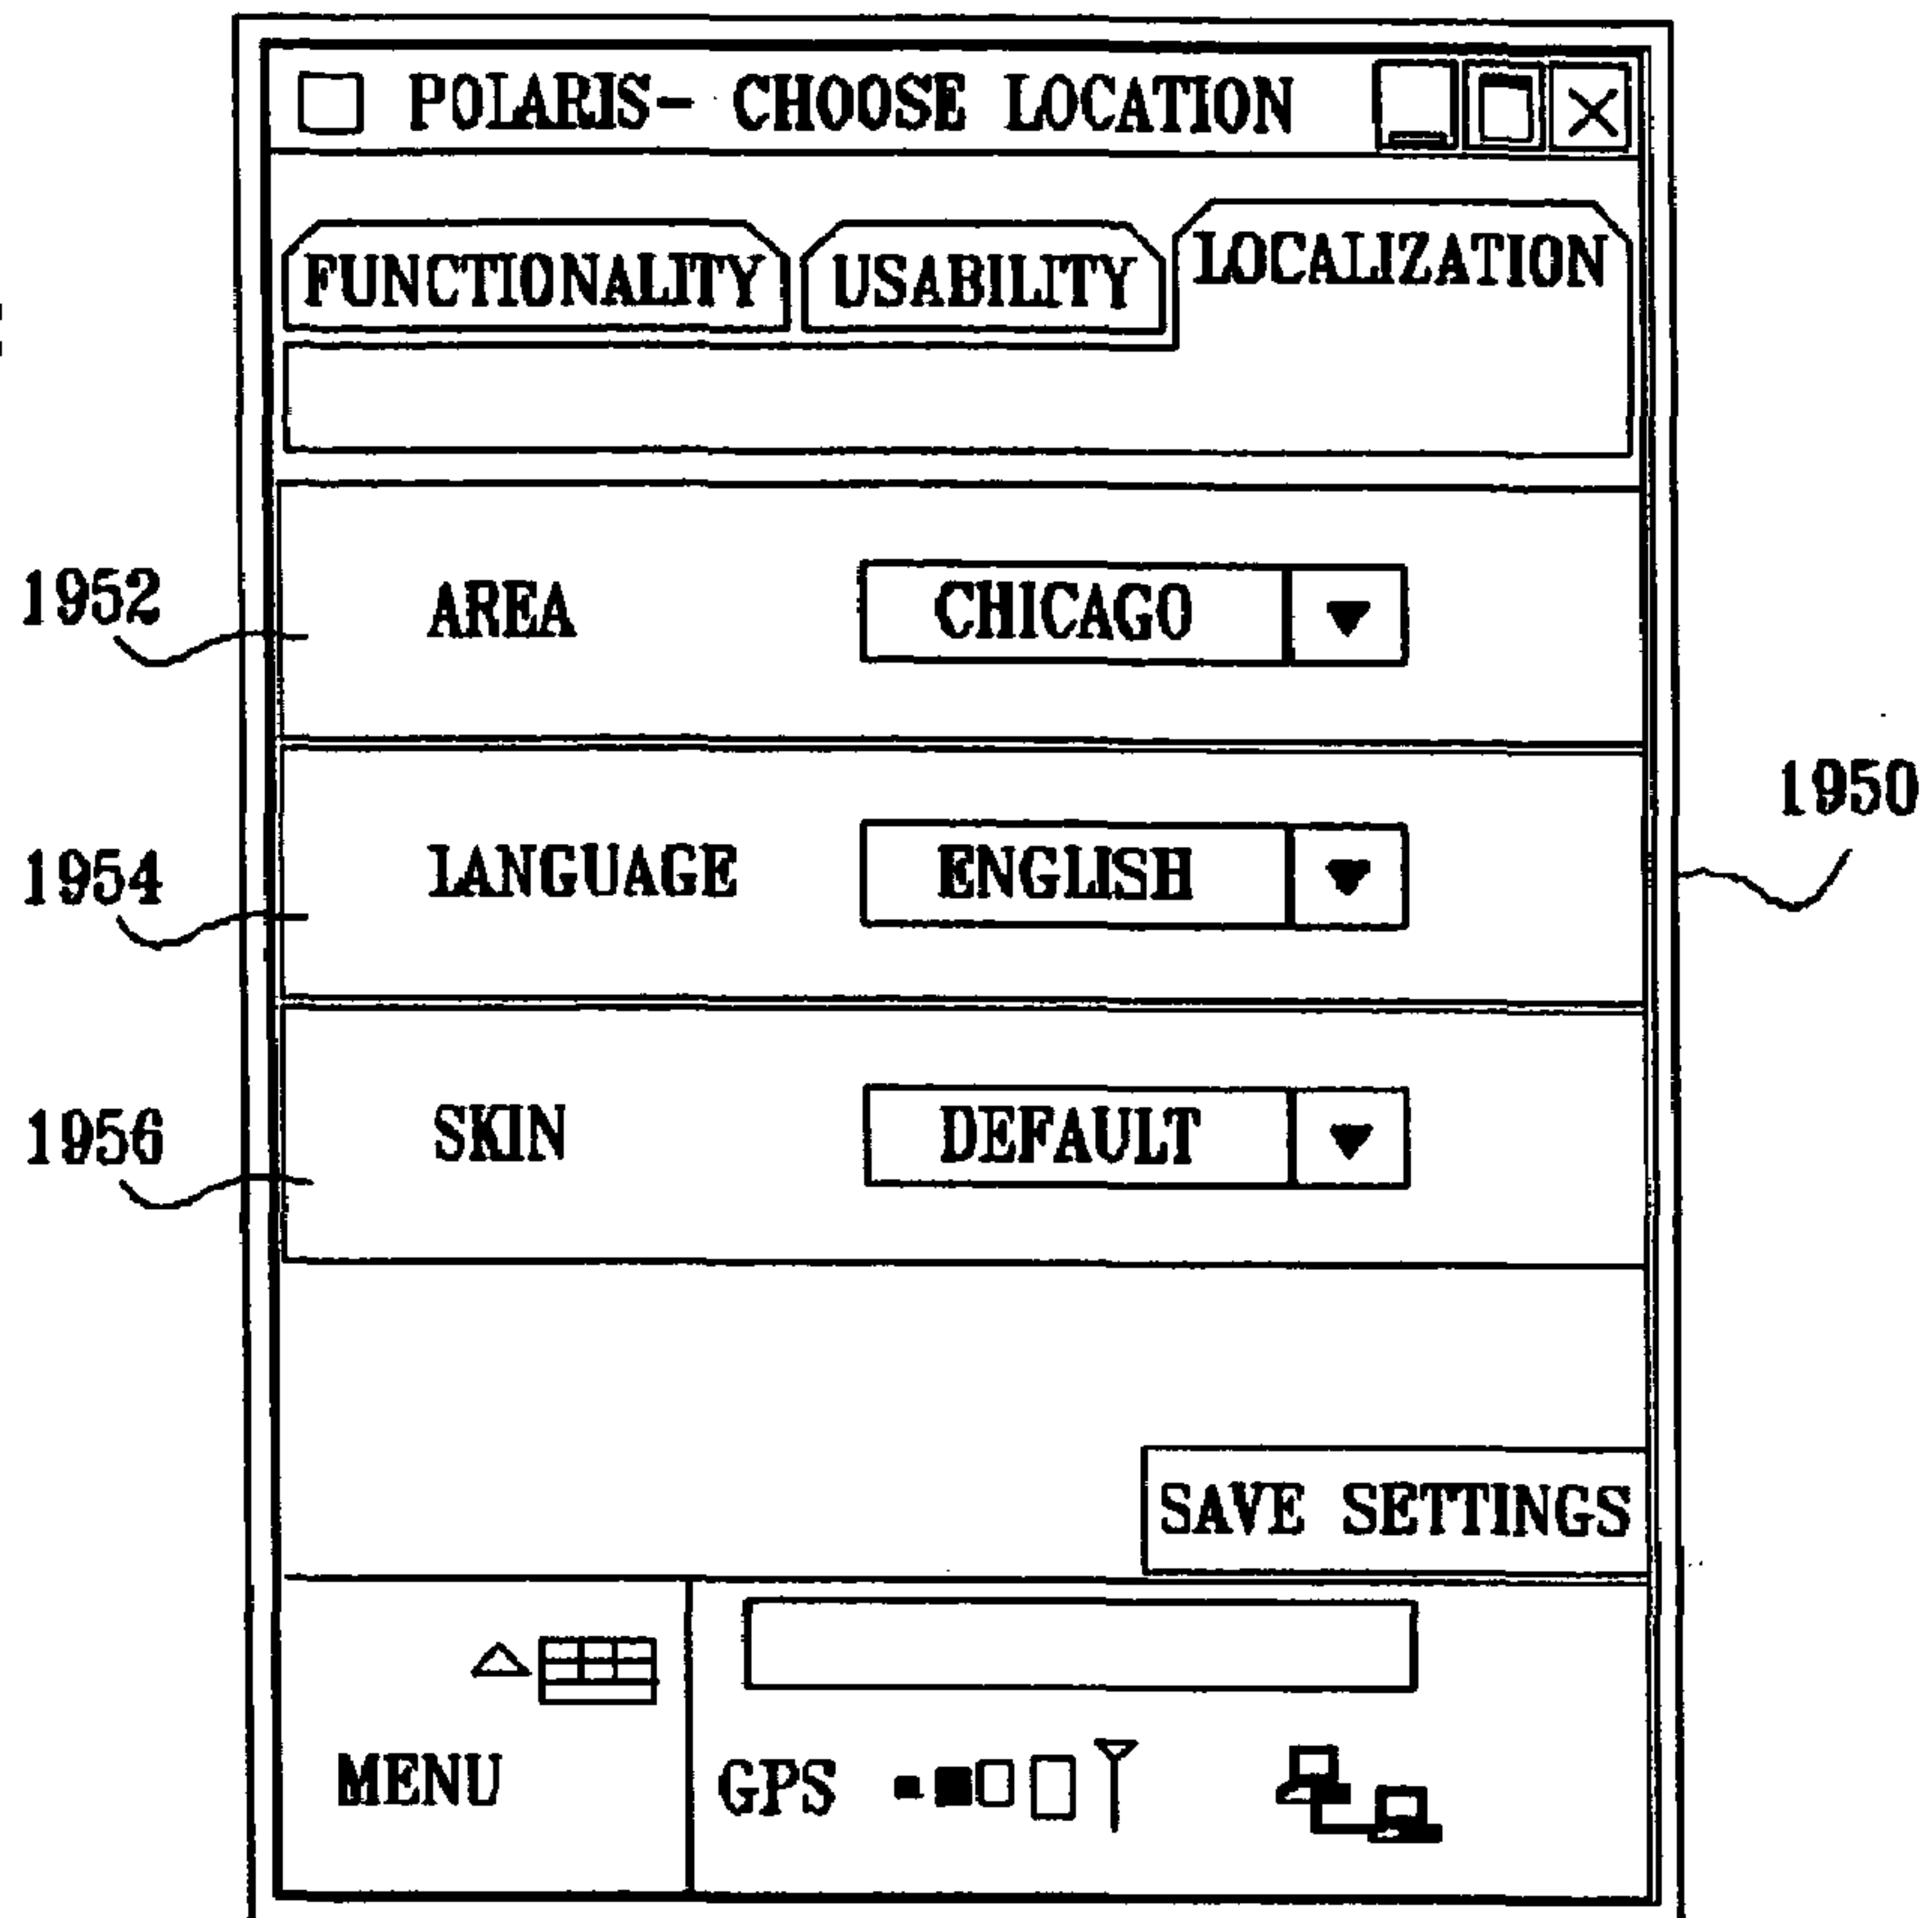 POLARIS- CHOOSE LOCATION
FUNCTIONALITY USABILITY LOCALIZATION
1952 AREA CHICAGO
1950
1954 LANGUAGE ENGLISH
1956 SKIN DEFAULT
SAVE SETTINGS
MENU GPS